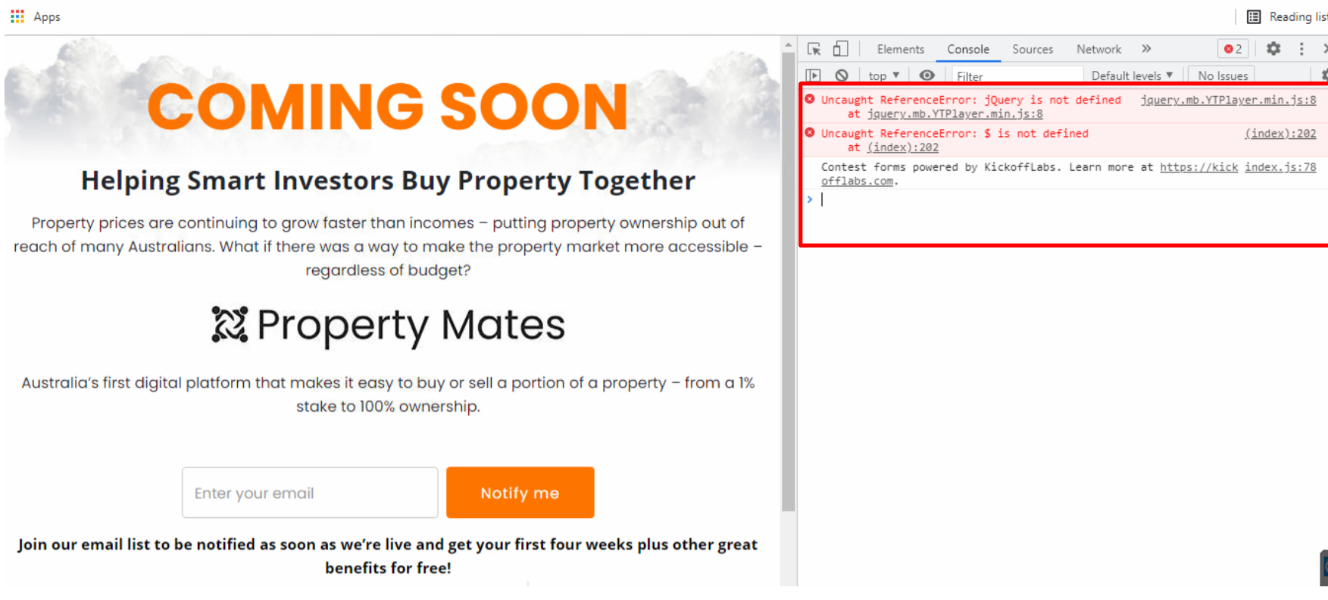 Apps
Reading list
COMING SOON
Helping Smart Investors Buy Property Together
Property prices are continuing to grow faster than incomes – putting property ownership out of
reach of many Australians. What if there was a way to make the property market more accessible –
regardless of budget?
Property Mates
Australia's first digital platform that makes it easy to buy or sell a portion of a property – from a 1%
stake to 100% ownership.
Enter your email
Notify me
Join our email list to be notified as soon as we're live and get your first four weeks plus other great
benefits for free!
Elements Console Sources Network » 2
top ▼ Filter Default levels ▼ No Issues
Uncaught ReferenceError: jQuery is not defined jquery.mb.YTPlayer.min.js:8
at jquery.mb.YTPlayer.min.js:8
Uncaught ReferenceError: $ is not defined (index):202
at (index):202
Contest forms powered by KickoffLabs. Learn more at https://kick index.js:78
offlabs.com.
>